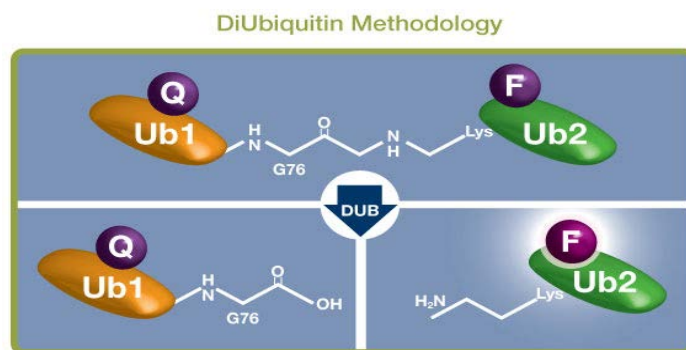 DiUbiquitin Methodology
Q
F
Ub1
H
N
O
G76
N
H
Lys
Ub2
DUB
Q
Ub1
H
N
O
OH
G76
F
Ub2
H₂N
Lys